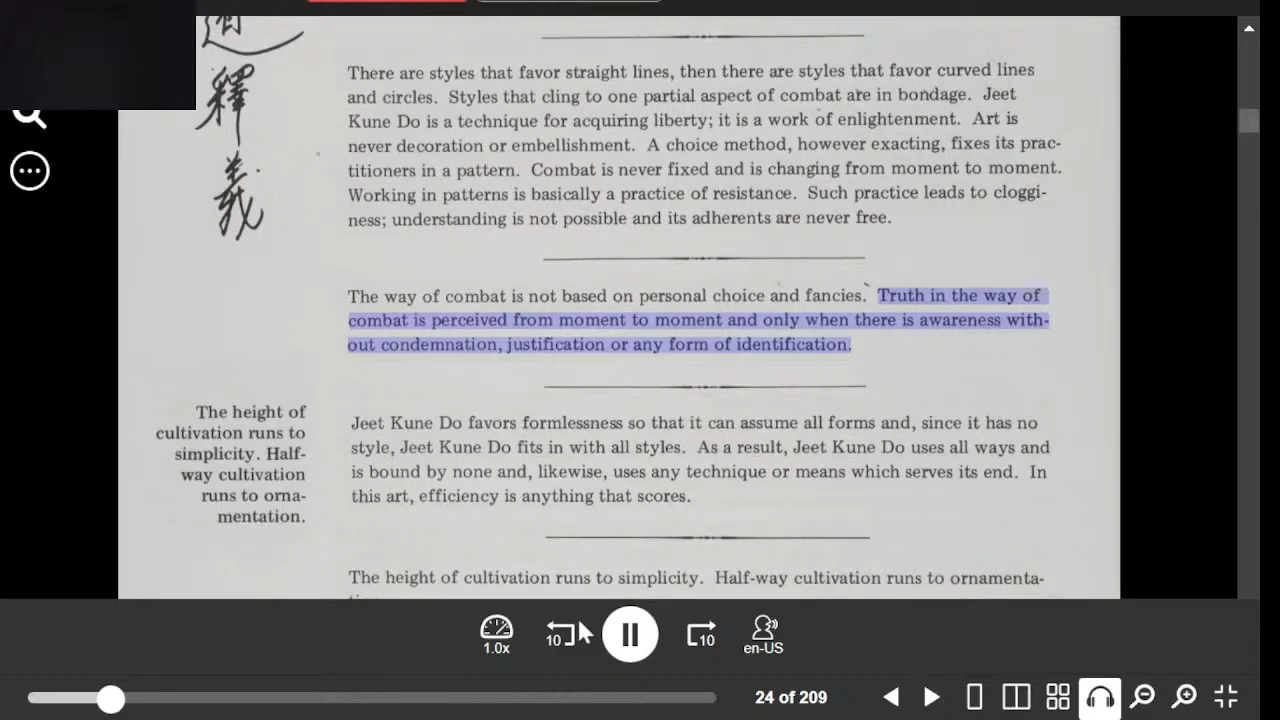 道
釋
義
There are styles that favor straight lines, then there are styles that favor curved lines
and circles. Styles that cling to one partial aspect of combat are in bondage. Jeet
Kune Do is a technique for acquiring liberty; it is a work of enlightenment. Art is
never decoration or embellishment. A choice method, however exacting, fixes its prac-
titioners in a pattern. Combat is never fixed and is changing from moment to moment.
Working in patterns is basically a practice of resistance. Such practice leads to cloggi-
ness; understanding is not possible and its adherents are never free.
The way of combat is not based on personal choice and fancies. Truth in the way of
combat is perceived from moment to moment and only when there is awareness with-
out condemnation, justification or any form of identification.
The height of
cultivation runs to
simplicity. Half-
way cultivation
runs to orna-
mentation.
Jeet Kune Do favors formlessness so that it can assume all forms and, since it has no
style, Jeet Kune Do fits in with all styles. As a result, Jeet Kune Do uses all ways and
is bound by none and, likewise, uses any technique or means which serves its end. In
this art, efficiency is anything that scores.
The height of cultivation runs to simplicity. Half-way cultivation runs to ornamenta-
1.0x
10
10
en-US
24 of 209